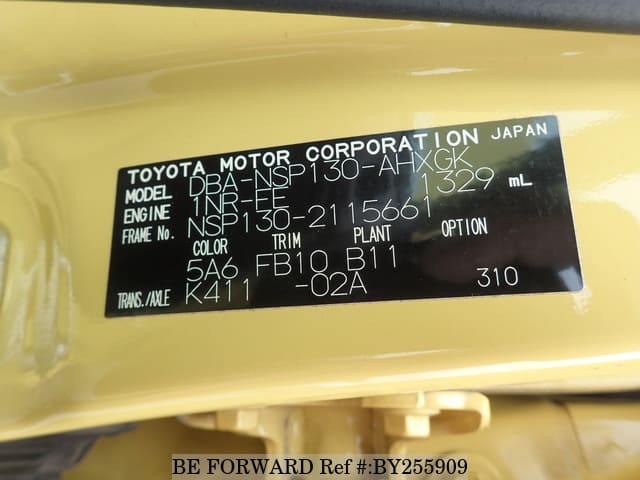 TOYOTA MOTOR CORPORATION JAPAN
MODEL DBA-NSP130-AHXGK
ENGINE 1NR-FE 1329 mL
FRAME No. NSP130-2115661
COLOR TRIM PLANT OPTION
5A6 FB10 B11
TRANS./AXLE K411 -02A 310
BE FORWARD Ref #:BY255909